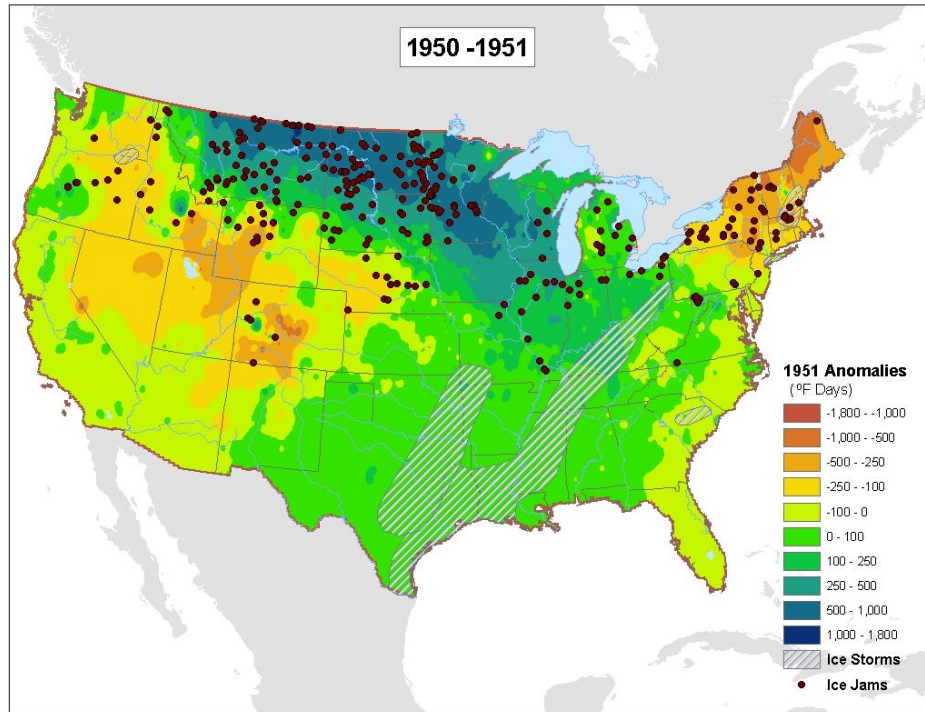 1950 -1951
1951 Anomalies
(ºF Days)
-1,800 - -1,000
-1,000 - -500
-500 - -250
-250 - -100
-100 - 0
0 - 100
100 - 250
250 - 500
500 - 1,000
1,000 - 1,800
Ice Storms
Ice Jams